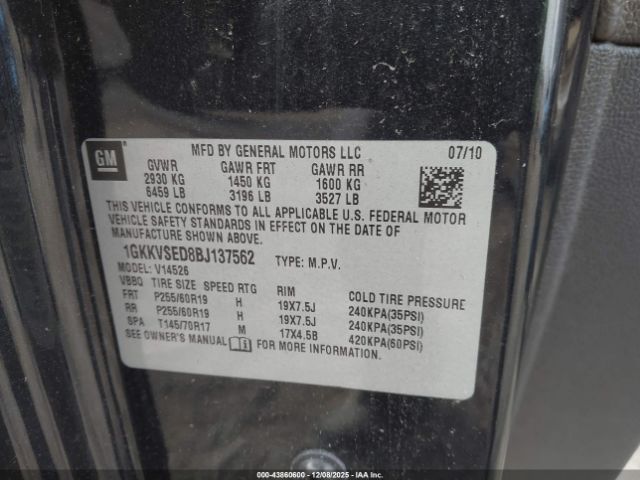 GM
MFD BY GENERAL MOTORS LLC 07/10
GVWR GAWR FRT GAWR RR
2930 KG 1450 KG 1600 KG
6459 LB 3196 LB 3527 LB
THIS VEHICLE CONFORMS TO ALL APPLICABLE U.S. FEDERAL MOTOR
VEHICLE SAFETY STANDARDS IN EFFECT ON THE DATE OF
MANUFACTURE SHOWN ABOVE.
1GKKVSED8BJ137562 TYPE: M.P.V.
MODEL: V14526
VBBQ TIRE SIZE SPEED RTG RIM COLD TIRE PRESSURE
FRT P255/60R19 H 19X7.5J 240KPA(35PSI)
RR P255/60R19 H 19X7.5J 240KPA(35PSI)
SPA T145/70R17 M 17X4.5B 420KPA(60PSI)
SEE OWNER'S MANUAL FOR MORE INFORMATION.
000-43860600 - 12/08/2025 - IAAI.COM